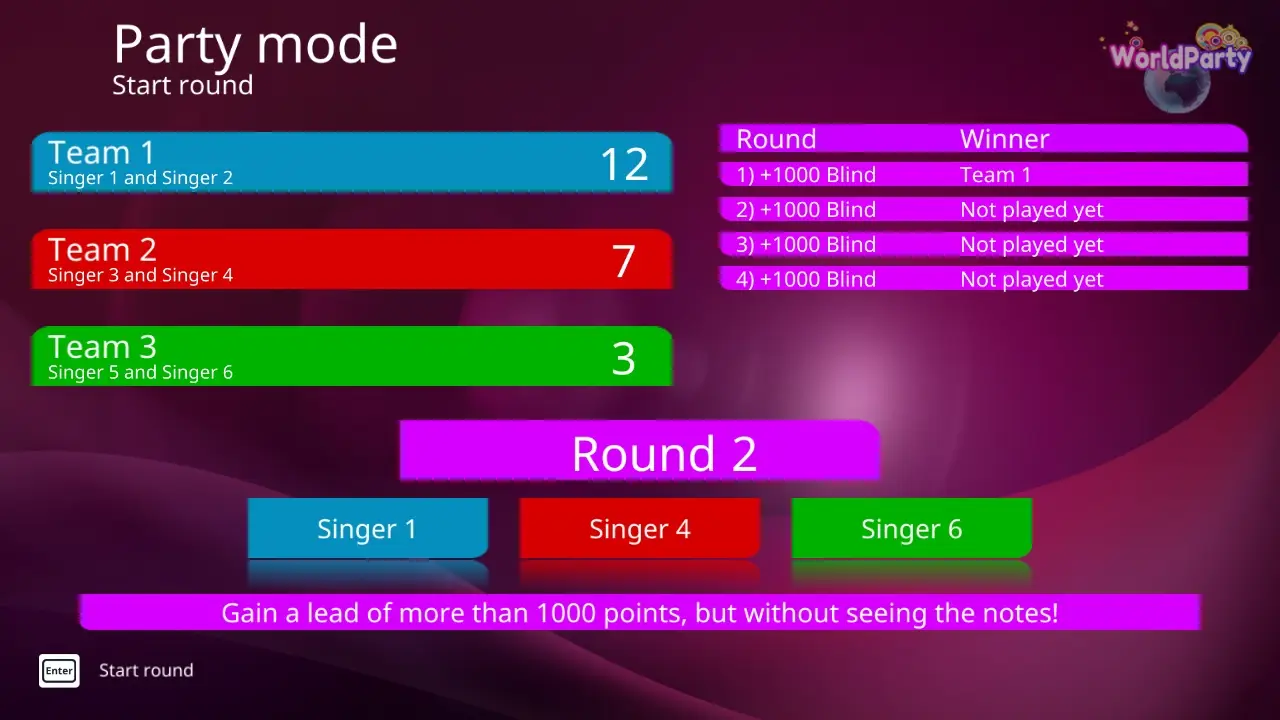 Party mode
Start round
WorldParty
Team 1
Singer 1 and Singer 2
12
Team 2
Singer 3 and Singer 4
7
Team 3
Singer 5 and Singer 6
3
Round Winner
1) +1000 Blind Team 1
2) +1000 Blind Not played yet
3) +1000 Blind Not played yet
4) +1000 Blind Not played yet
Round 2
Singer 1 Singer 4 Singer 6
Gain a lead of more than 1000 points, but without seeing the notes!
Enter Start round